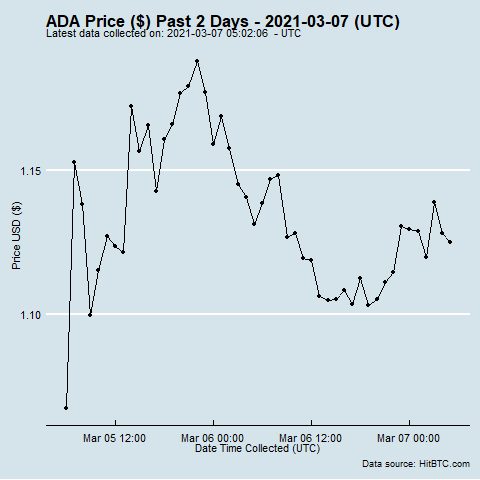 ADA Price ($) Past 2 Days - 2021-03-07 (UTC)
Latest data collected on: 2021-03-07 05:02:06 - UTC
1.15
1.10
Price USD ($)
Mar 05 12:00 Mar 06 00:00 Mar 06 12:00 Mar 07 00:00
Date Time Collected (UTC)
Data source: HitBTC.com